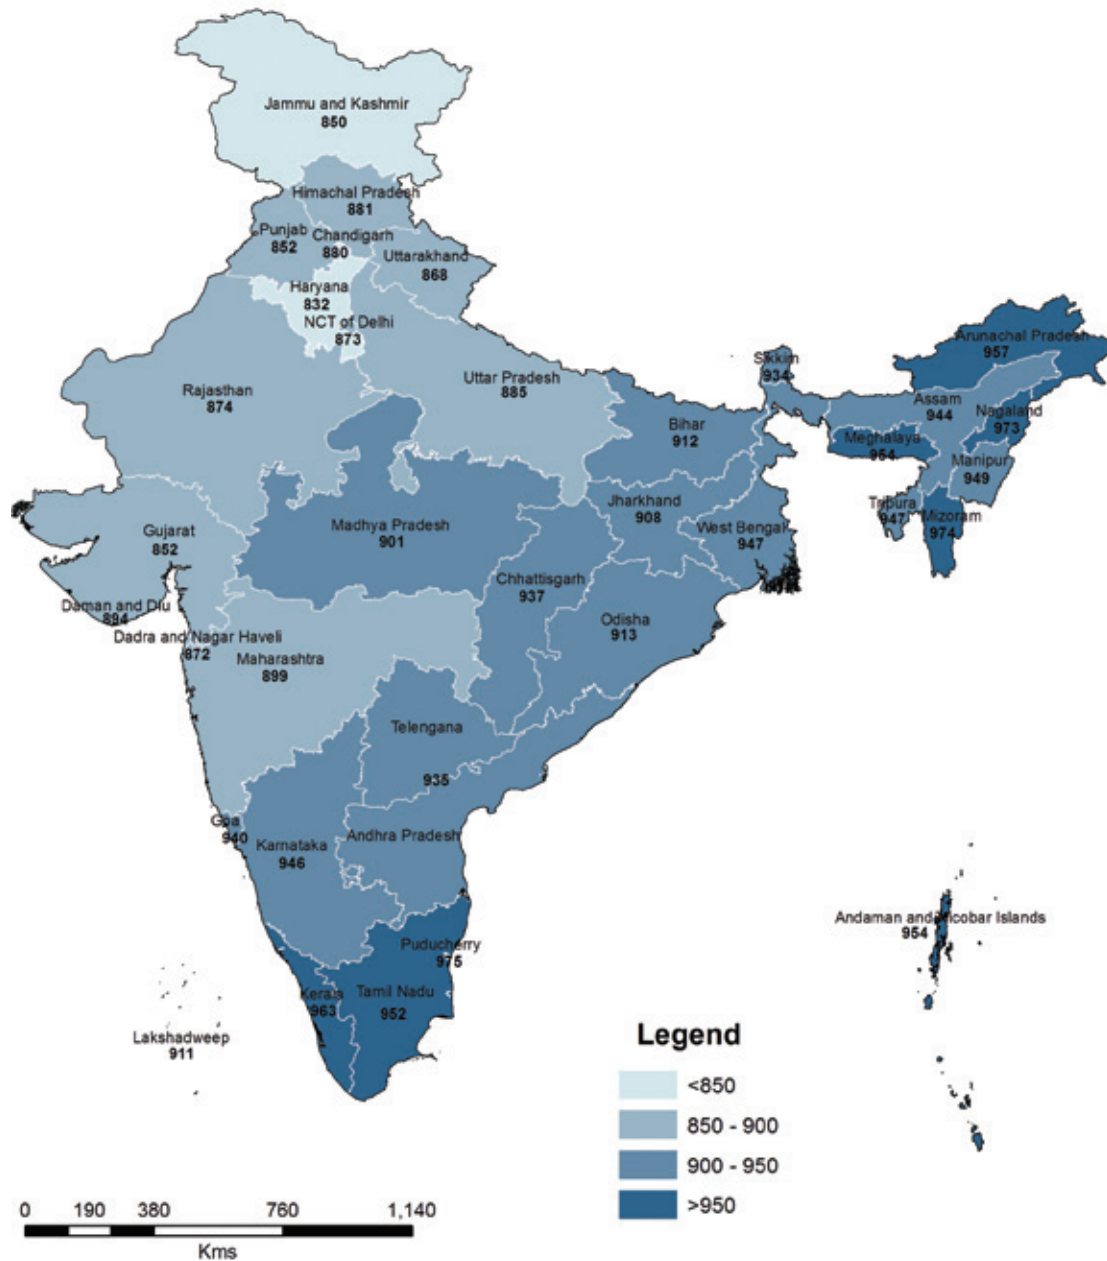 Jammu and Kashmir
850
Himachal Pradesh
881
Punjab
852
Chandigarh
880
Uttarakhand
868
Haryana
832
NCT of Delhi
873
Rajasthan
874
Uttar Pradesh
885
Sikkim
934
Arunachal Pradesh
957
Assam
944
Nagaland
973
Meghalaya
954
Manipur
949
Tripura
947
Mizoram
974
Bihar
912
Jharkhand
908
West Bengal
947
Madhya Pradesh
901
Gujarat
852
Chhattisgarh
937
Odisha
913
Daman and Diu
894
Dadra and Nagar Haveli
872
Maharashtra
899
Telengana
935
Goa
940
Karnataka
946
Andhra Pradesh
Puducherry
975
Kerala
963
Tamil Nadu
952
Lakshadweep
911
Andaman and Nicobar Islands
954
Legend
<850
850 - 900
900 - 950
>950
0 190 380 760 1,140
Kms